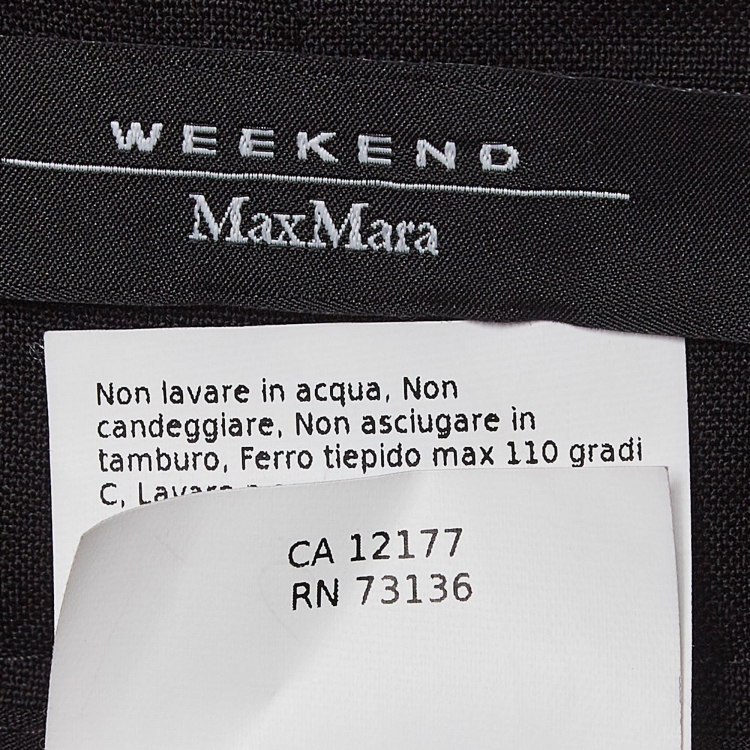 WEEKEND
MaxMara
Non lavare in acqua, Non
candeggiare, Non asciugare in
tamburo, Ferro tiepido max 110 gradi
C, Lavare
CA 12177
RN 73136